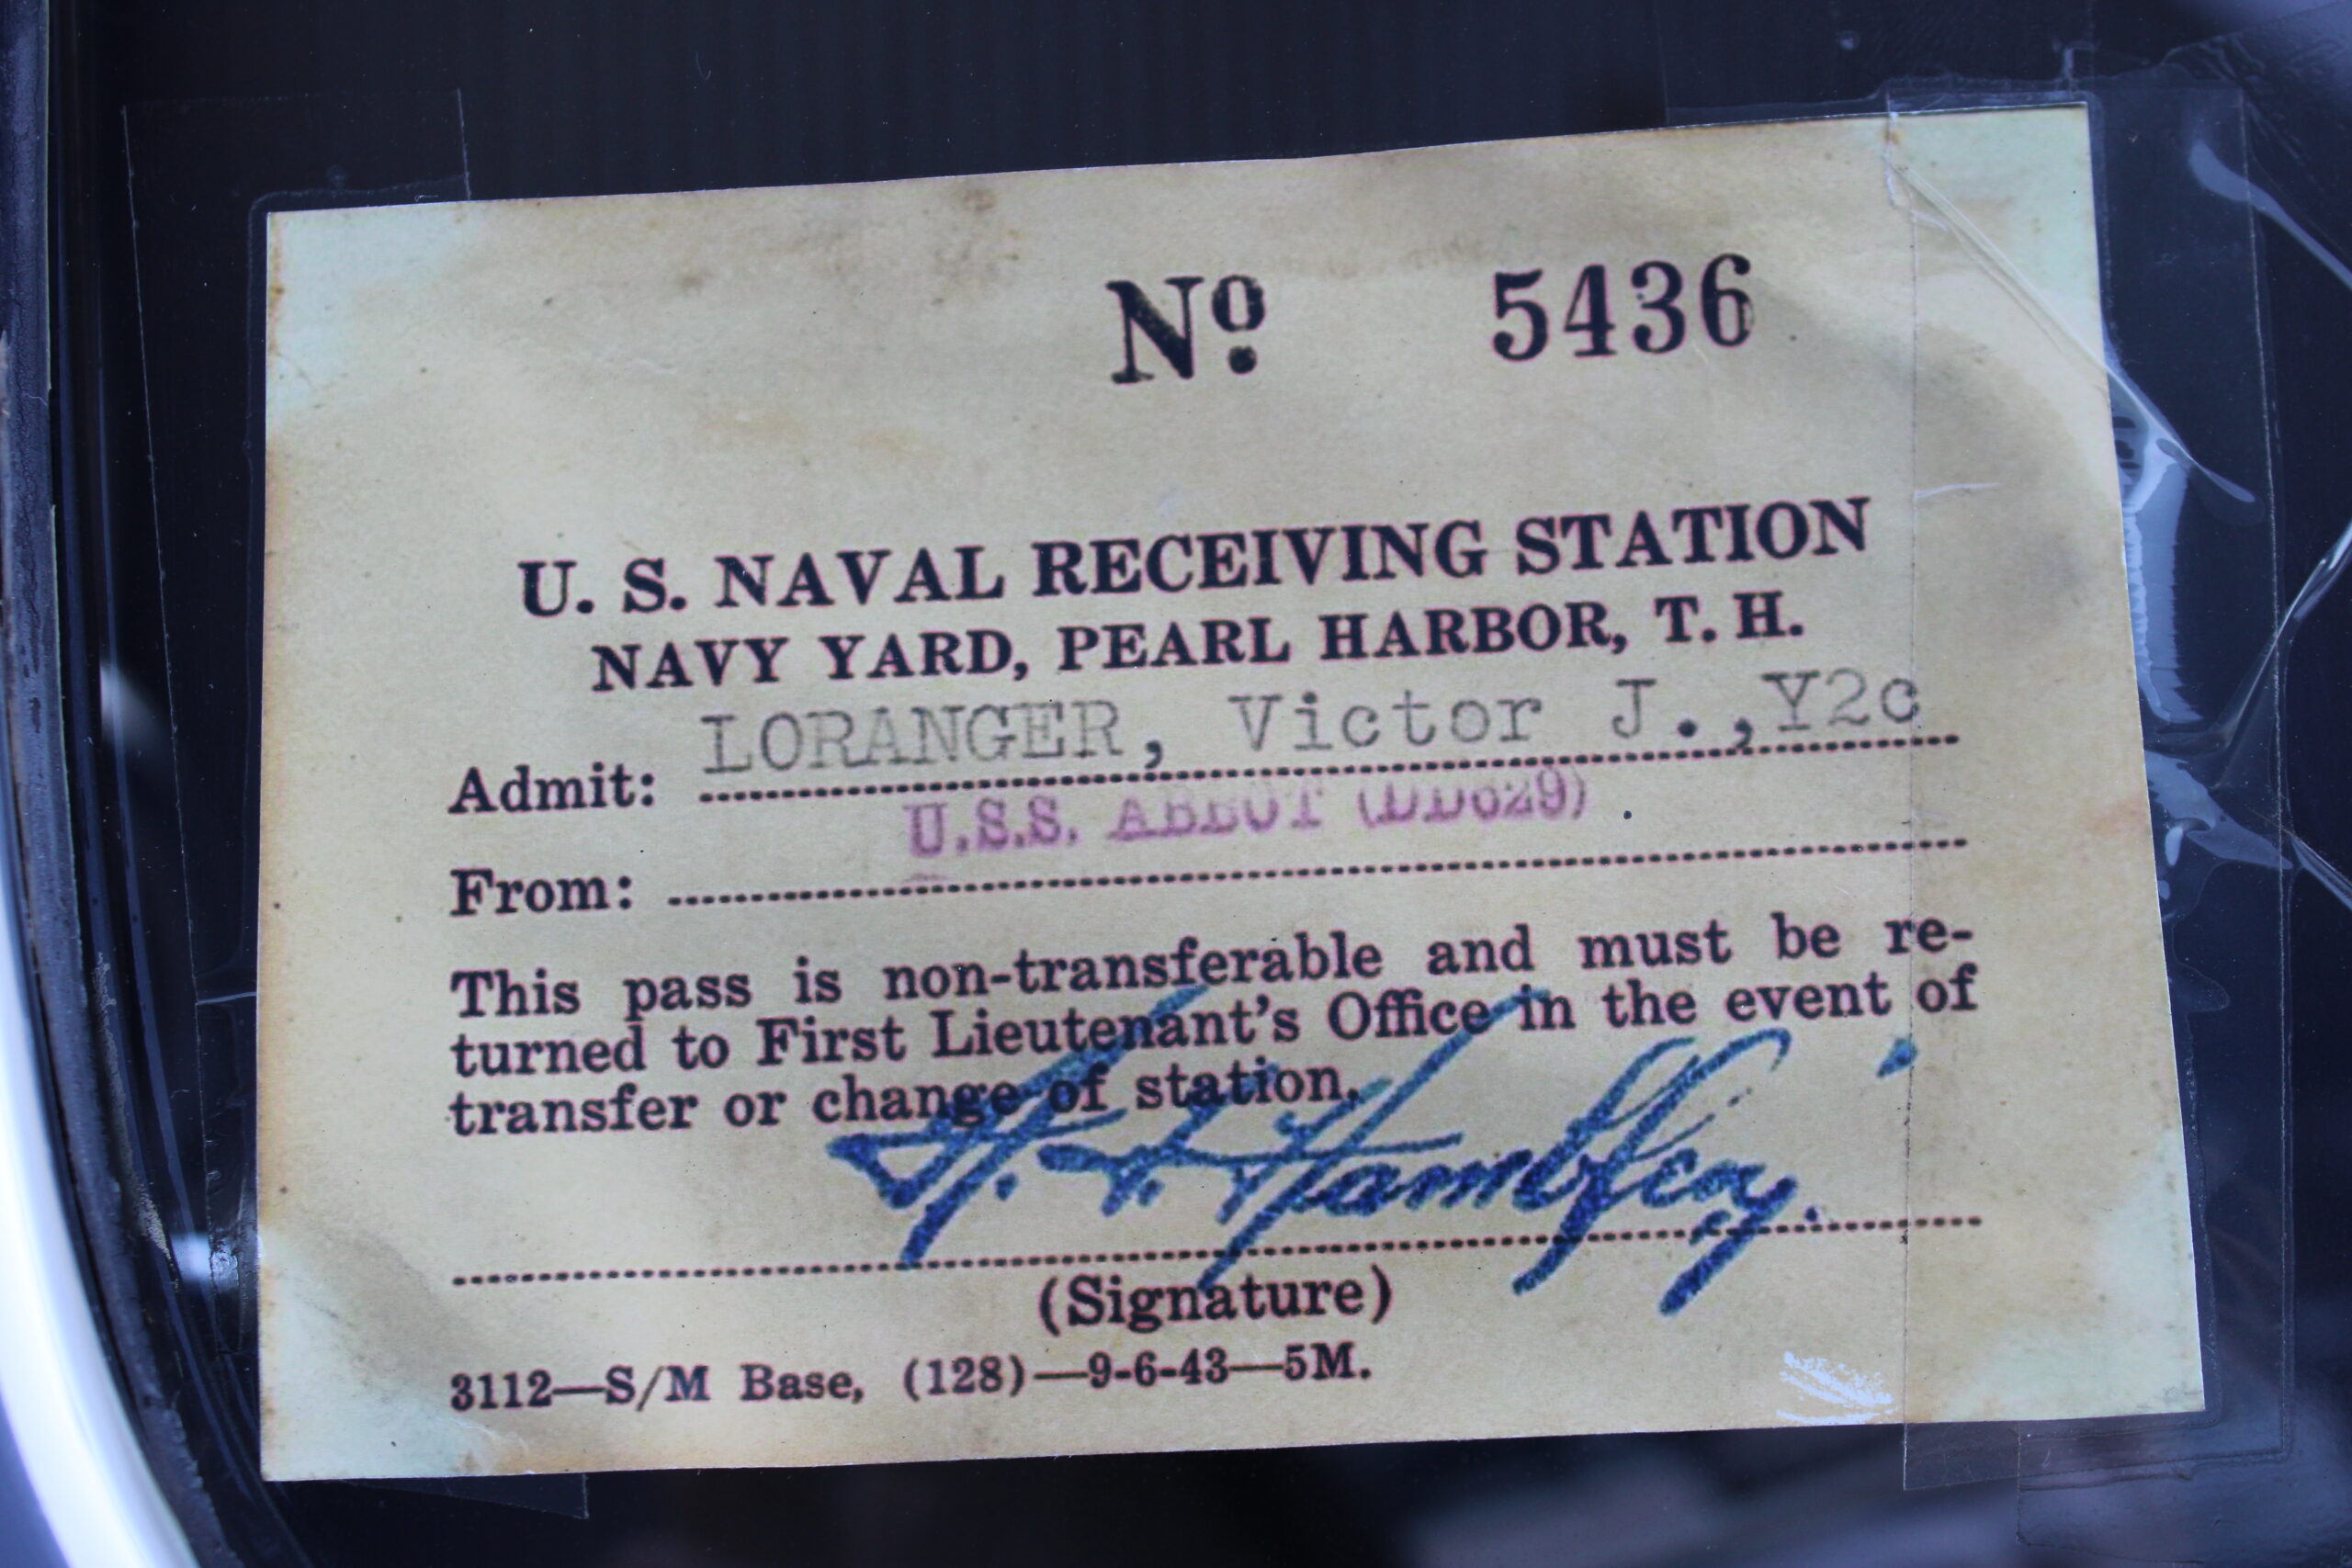 Nº 5436
U. S. NAVAL RECEIVING STATION
NAVY YARD, PEARL HARBOR, T. H.
Admit: LORANGER, Victor J.,Y2c
U.S.S. ABBOT (DD629)
From:
This pass is non-transferable and must be re-
turned to First Lieutenant's Office in the event of
transfer or change of station.
(Signature)
3112—S/M Base, (128)—9-6-43—5M.